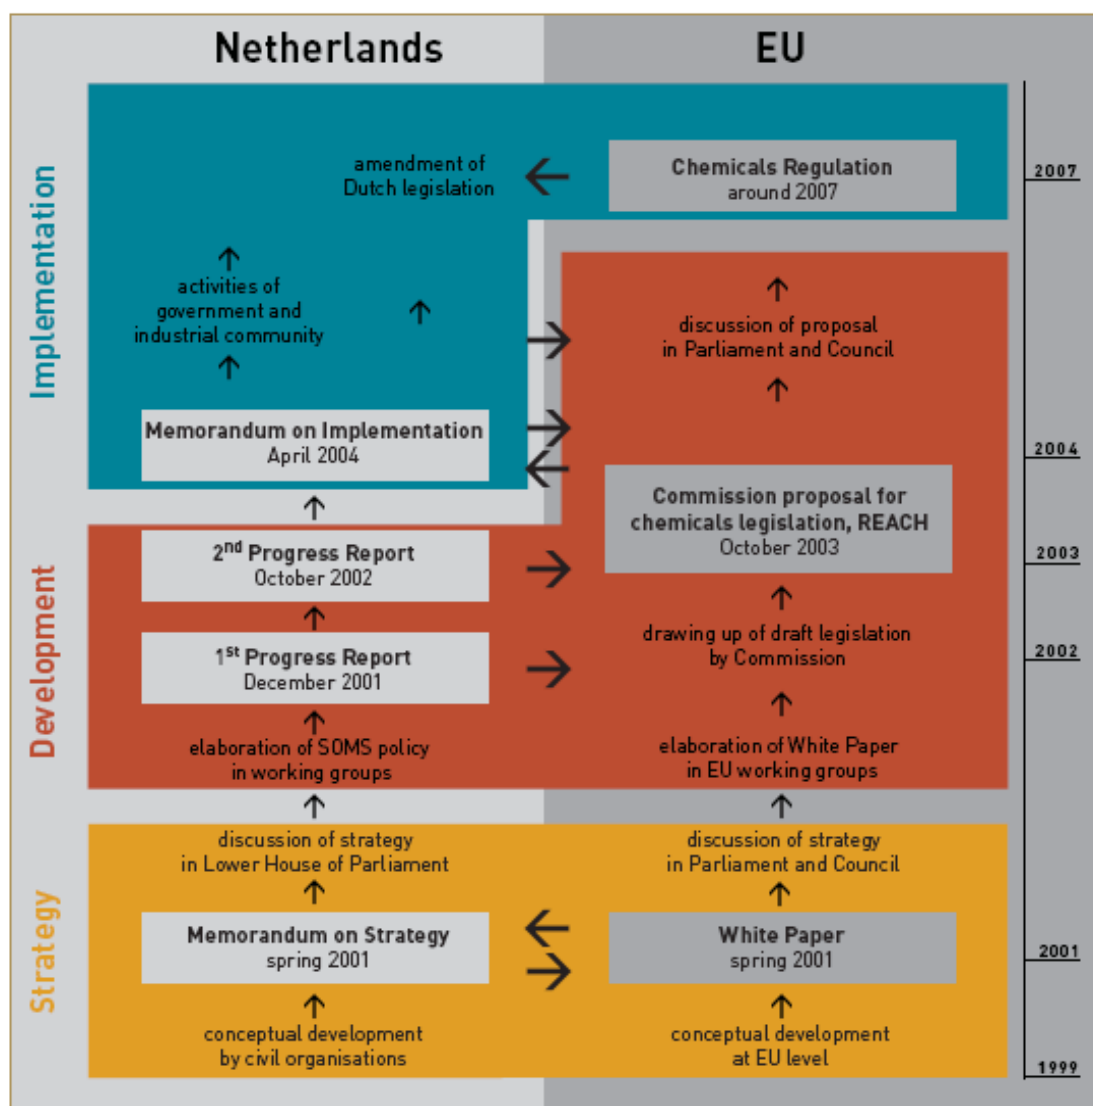 Netherlands
EU
Implementation
amendment of
Dutch legislation
Chemicals Regulation
around 2007
2007
activities of
government and
industrial community
discussion of proposal
in Parliament and Council
Memorandum on Implementation
April 2004
2004
Commission proposal for
chemicals legislation, REACH
October 2003
Development
2nd Progress Report
October 2002
2003
1st Progress Report
December 2001
drawing up of draft legislation
by Commission
2002
elaboration of SOMS policy
in working groups
elaboration of White Paper
in EU working groups
Strategy
discussion of strategy
in Lower House of Parliament
discussion of strategy
in Parliament and Council
Memorandum on Strategy
spring 2001
White Paper
spring 2001
2001
conceptual development
by civil organisations
conceptual development
at EU level
1999